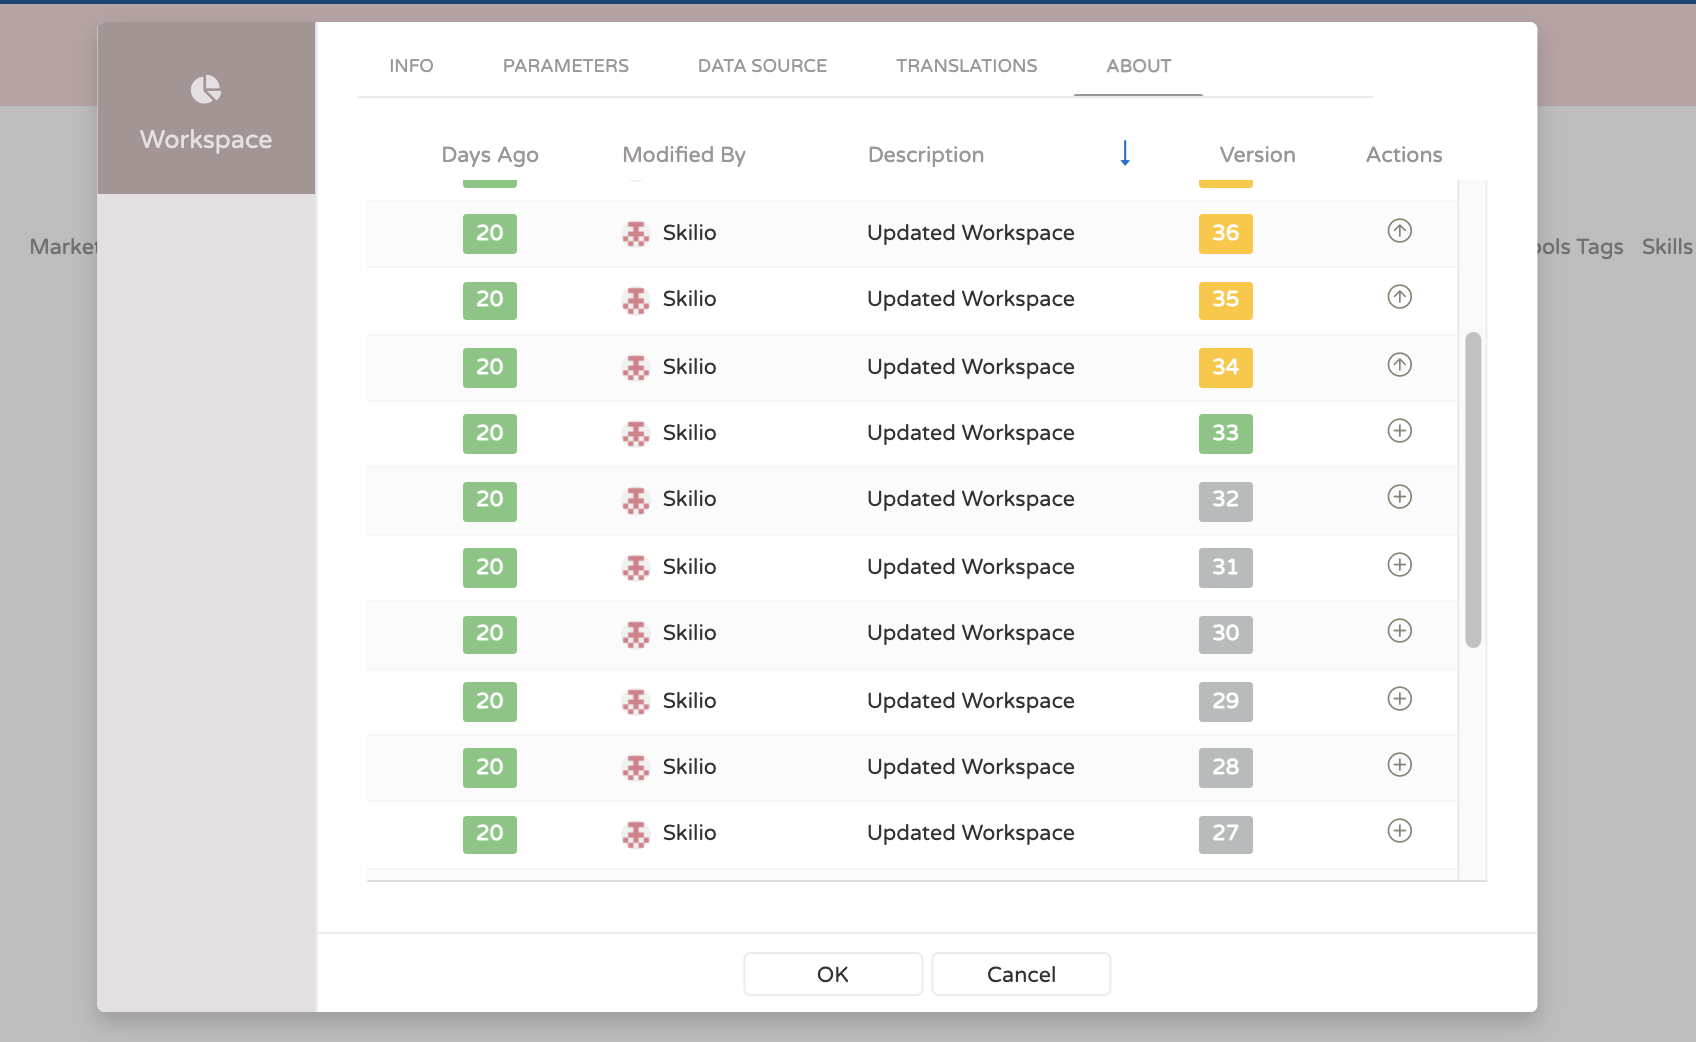 INFO PARAMETERS DATA SOURCE TRANSLATIONS ABOUT
Workspace
Days Ago Modified By Description Version Actions
20 Skilio Updated Workspace 36
Tags Skills
20 Skilio Updated Workspace 35
20 Skilio Updated Workspace 34
20 Skilio Updated Workspace 33
20 Skilio Updated Workspace 32
20 Skilio Updated Workspace 31
20 Skilio Updated Workspace 30
20 Skilio Updated Workspace 29
20 Skilio Updated Workspace 28
20 Skilio Updated Workspace 27
OK Cancel